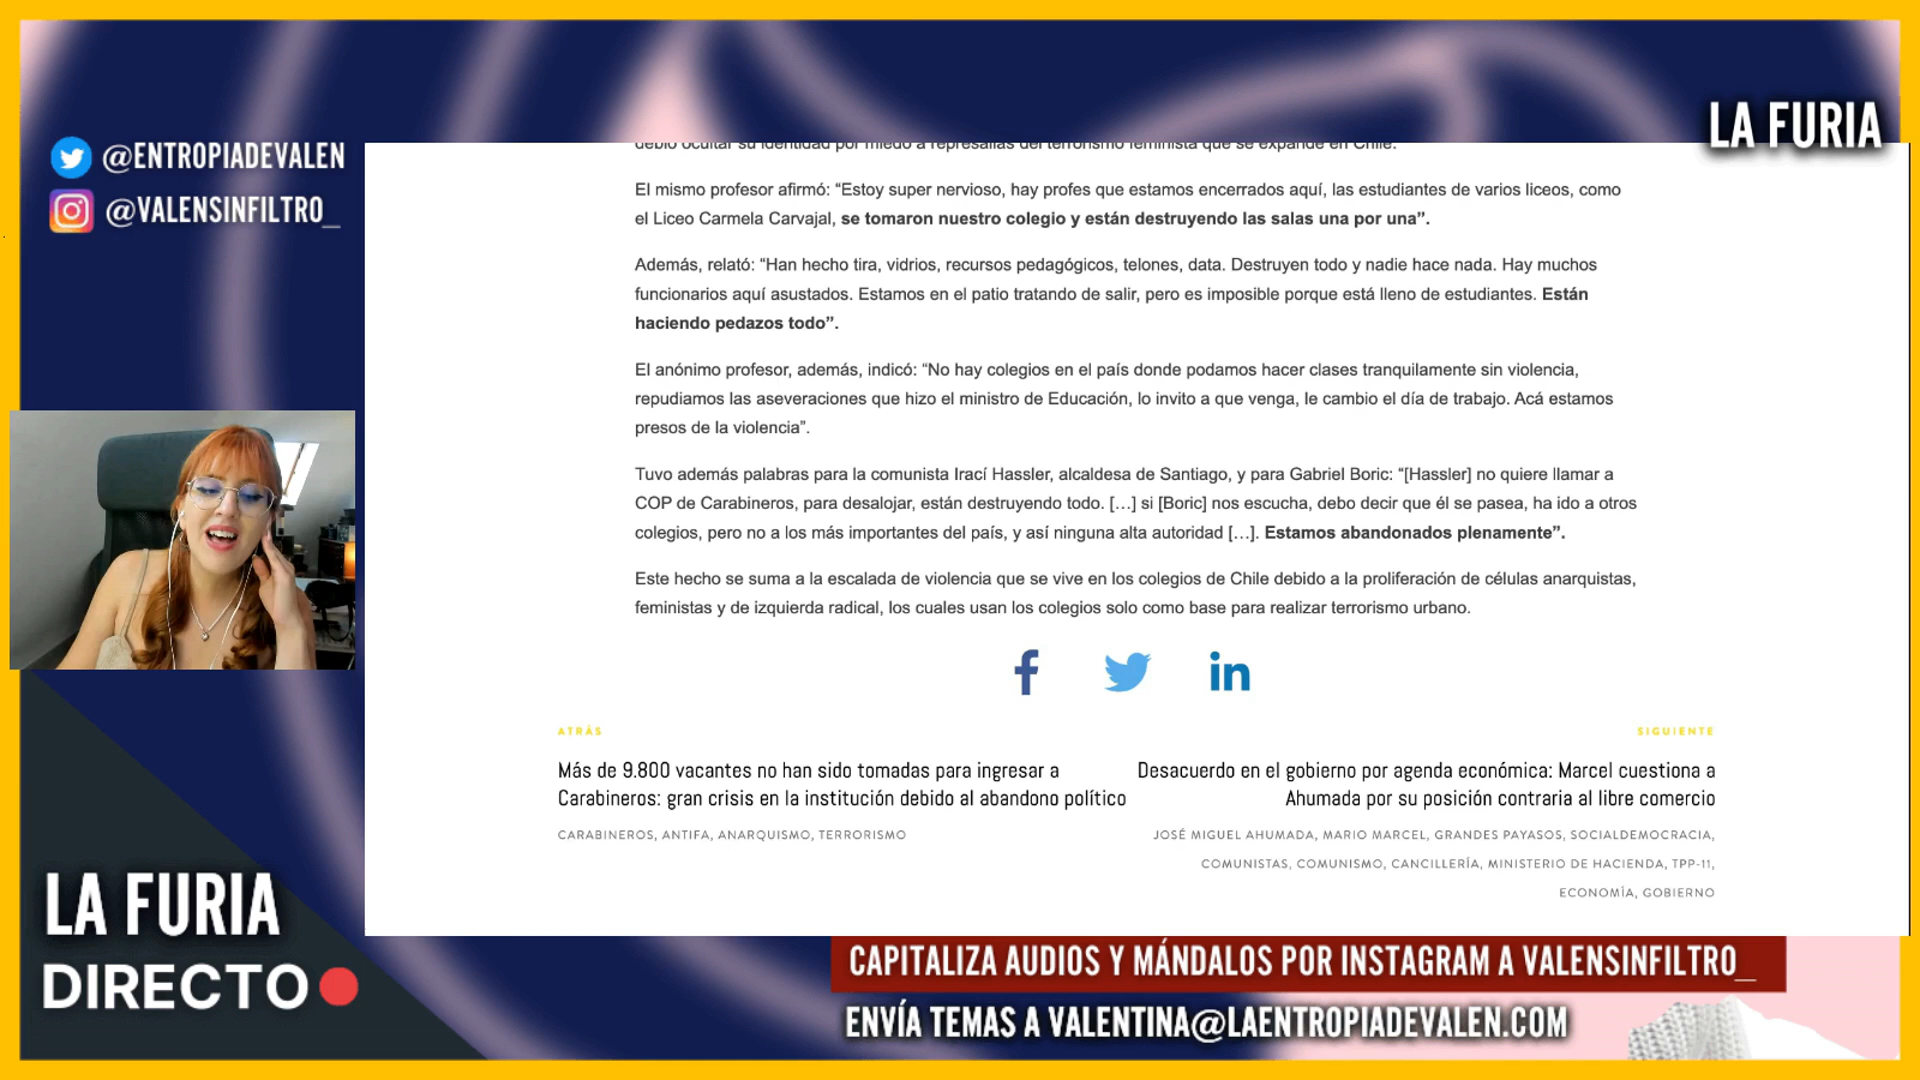 LA FURIA
@ENTROPIADEVALEN
@VALENSINFILTRO_
debió ocultar su identidad por miedo a represalias del terrorismo feminista que se expande en Chile.
El mismo profesor afirmó: “Estoy super nervioso, hay profes que estamos encerrados aquí, las estudiantes de varios liceos, como
el Liceo Carmela Carvajal, se tomaron nuestro colegio y están destruyendo las salas una por una”.
Además, relató: “Han hecho tira, vidrios, recursos pedagógicos, telones, data. Destruyen todo y nadie hace nada. Hay muchos
funcionarios aquí asustados. Estamos en el patio tratando de salir, pero es imposible porque está lleno de estudiantes. Están
haciendo pedazos todo”.
El anónimo profesor, además, indicó: “No hay colegios en el país donde podamos hacer clases tranquilamente sin violencia,
repudiamos las aseveraciones que hizo el ministro de Educación, lo invito a que venga, le cambio el día de trabajo. Acá estamos
presos de la violencia”.
Tuvo además palabras para la comunista Irací Hassler, alcaldesa de Santiago, y para Gabriel Boric: “[Hassler] no quiere llamar a
COP de Carabineros, para desalojar, están destruyendo todo. […] si [Boric] nos escucha, debo decir que él se pasea, ha ido a otros
colegios, pero no a los más importantes del país, y así ninguna alta autoridad […]. Estamos abandonados plenamente”.
Este hecho se suma a la escalada de violencia que se vive en los colegios de Chile debido a la proliferación de células anarquistas,
feministas y de izquierda radical, los cuales usan los colegios solo como base para realizar terrorismo urbano.
ATRÁS
Más de 9.800 vacantes no han sido tomadas para ingresar a
Carabineros: gran crisis en la institución debido al abandono político
CARABINEROS, ANTIFA, ANARQUISMO, TERRORISMO
SIGUIENTE
Desacuerdo en el gobierno por agenda económica: Marcel cuestiona a
Ahumada por su posición contraria al libre comercio
JOSÉ MIGUEL AHUMADA, MARIO MARCEL, GRANDES PAYASOS, SOCIALDEMOCRACIA,
COMUNISTAS, COMUNISMO, CANCILLERÍA, MINISTERIO DE HACIENDA, TPP-11,
ECONOMÍA, GOBIERNO
LA FURIA
DIRECTO
CAPITALIZA AUDIOS Y MÁNDALOS POR INSTAGRAM A VALENSINFILTRO_
ENVÍA TEMAS A VALENTINA@LAENTROPIADEVALEN.COM